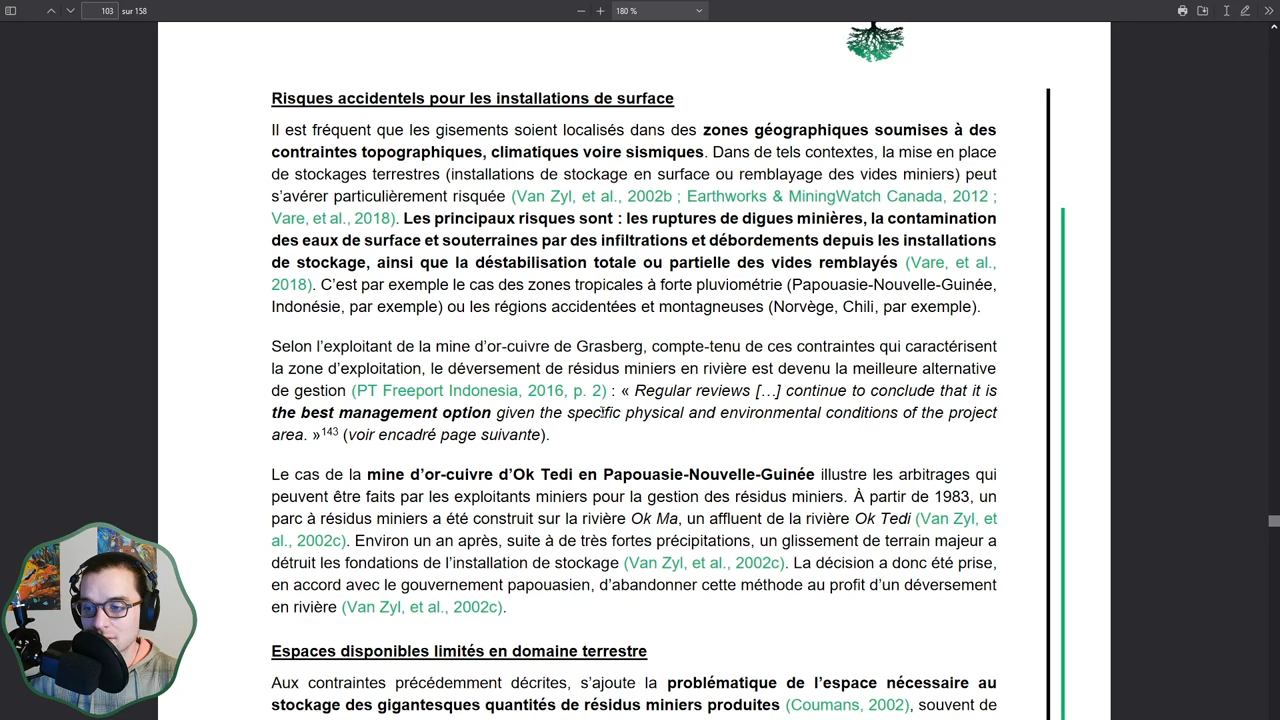 103 sur 158
180 %
Risques accidentels pour les installations de surface
Il est fréquent que les gisements soient localisés dans des zones géographiques soumises à des
contraintes topographiques, climatiques voire sismiques. Dans de tels contextes, la mise en place
de stockages terrestres (installations de stockage en surface ou remblayage des vides miniers) peut
s’avérer particulièrement risquée (Van Zyl, et al., 2002b ; Earthworks & MiningWatch Canada, 2012 ;
Vare, et al., 2018). Les principaux risques sont : les ruptures de digues minières, la contamination
des eaux de surface et souterraines par des infiltrations et débordements depuis les installations
de stockage, ainsi que la déstabilisation totale ou partielle des vides remblayés (Vare, et al.,
2018). C’est par exemple le cas des zones tropicales à forte pluviométrie (Papouasie-Nouvelle-Guinée,
Indonésie, par exemple) ou les régions accidentées et montagneuses (Norvège, Chili, par exemple).
Selon l’exploitant de la mine d’or-cuivre de Grasberg, compte-tenu de ces contraintes qui caractérisent
la zone d’exploitation, le déversement de résidus miniers en rivière est devenu la meilleure alternative
de gestion (PT Freeport Indonesia, 2016, p. 2) : « Regular reviews […] continue to conclude that it is
the best management option given the specific physical and environmental conditions of the project
area. »143 (voir encadré page suivante).
Le cas de la mine d’or-cuivre d’Ok Tedi en Papouasie-Nouvelle-Guinée illustre les arbitrages qui
peuvent être faits par les exploitants miniers pour la gestion des résidus miniers. À partir de 1983, un
parc à résidus miniers a été construit sur la rivière Ok Ma, un affluent de la rivière Ok Tedi (Van Zyl, et
al., 2002c). Environ un an après, suite à de très fortes précipitations, un glissement de terrain majeur a
détruit les fondations de l’installation de stockage (Van Zyl, et al., 2002c). La décision a donc été prise,
en accord avec le gouvernement papouasien, d’abandonner cette méthode au profit d’un déversement
en rivière (Van Zyl, et al., 2002c).
Espaces disponibles limités en domaine terrestre
Aux contraintes précédemment décrites, s’ajoute la problématique de l’espace nécessaire au
stockage des gigantesques quantités de résidus miniers produites (Coumans, 2002), souvent de